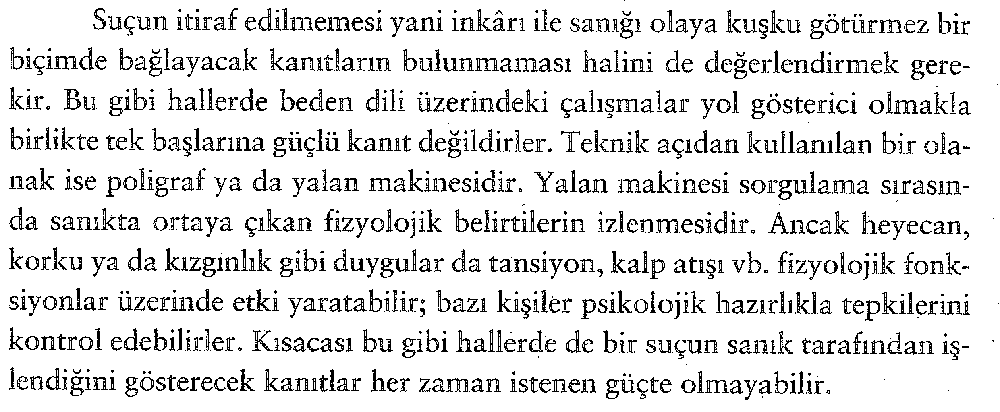 Suçun itiraf edilmemesi yani inkârı ile sanığı olaya kuşku götürmez bir
biçimde bağlayacak kanıtların bulunmaması halini de değerlendirmek gere-
kir. Bu gibi hallerde beden dili üzerindeki çalışmalar yol gösterici olmakla
birlikte tek başlarına güçlü kanıt değildirler. Teknik açıdan kullanılan bir ola-
nak ise poligraf ya da yalan makinesidir. Yalan makinesi sorgulama sırasın-
da sanıkta ortaya çıkan fizyolojik belirtilerin izlenmesidir. Ancak heyecan,
korku ya da kızgınlık gibi duygular da tansiyon, kalp atışı vb. fizyolojik fonk-
siyonlar üzerinde etki yaratabilir; bazı kişiler psikolojik hazırlıkla tepkilerini
kontrol edebilirler. Kısacası bu gibi hallerde de bir suçun sanık tarafından iş-
lendiğini gösterecek kanıtlar her zaman istenen güçte olmayabilir.